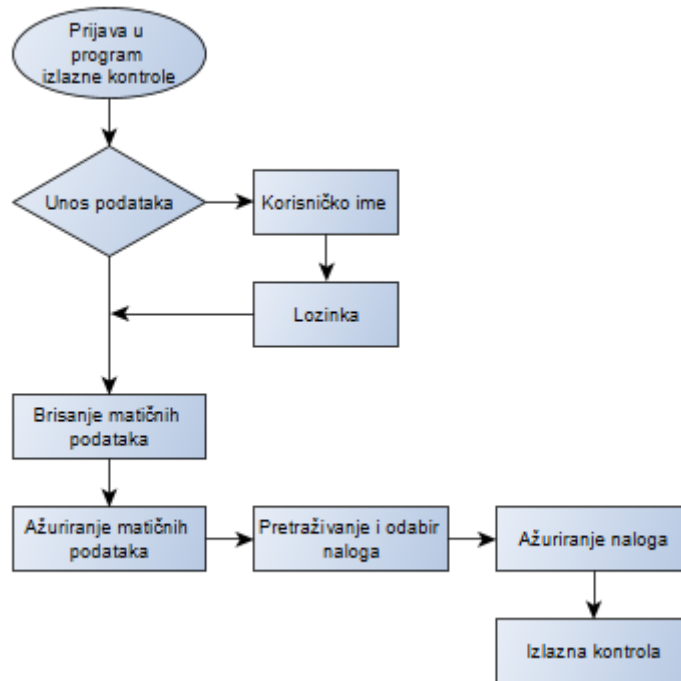 Prijava u
program
izlazne kontrole
Unos podataka
Korisničko ime
Lozinka
Brisanje matičnih
podataka
Ažuriranje matičnih
podataka
Pretraživanje i odabir
naloga
Ažuriranje naloga
Izlazna kontrola